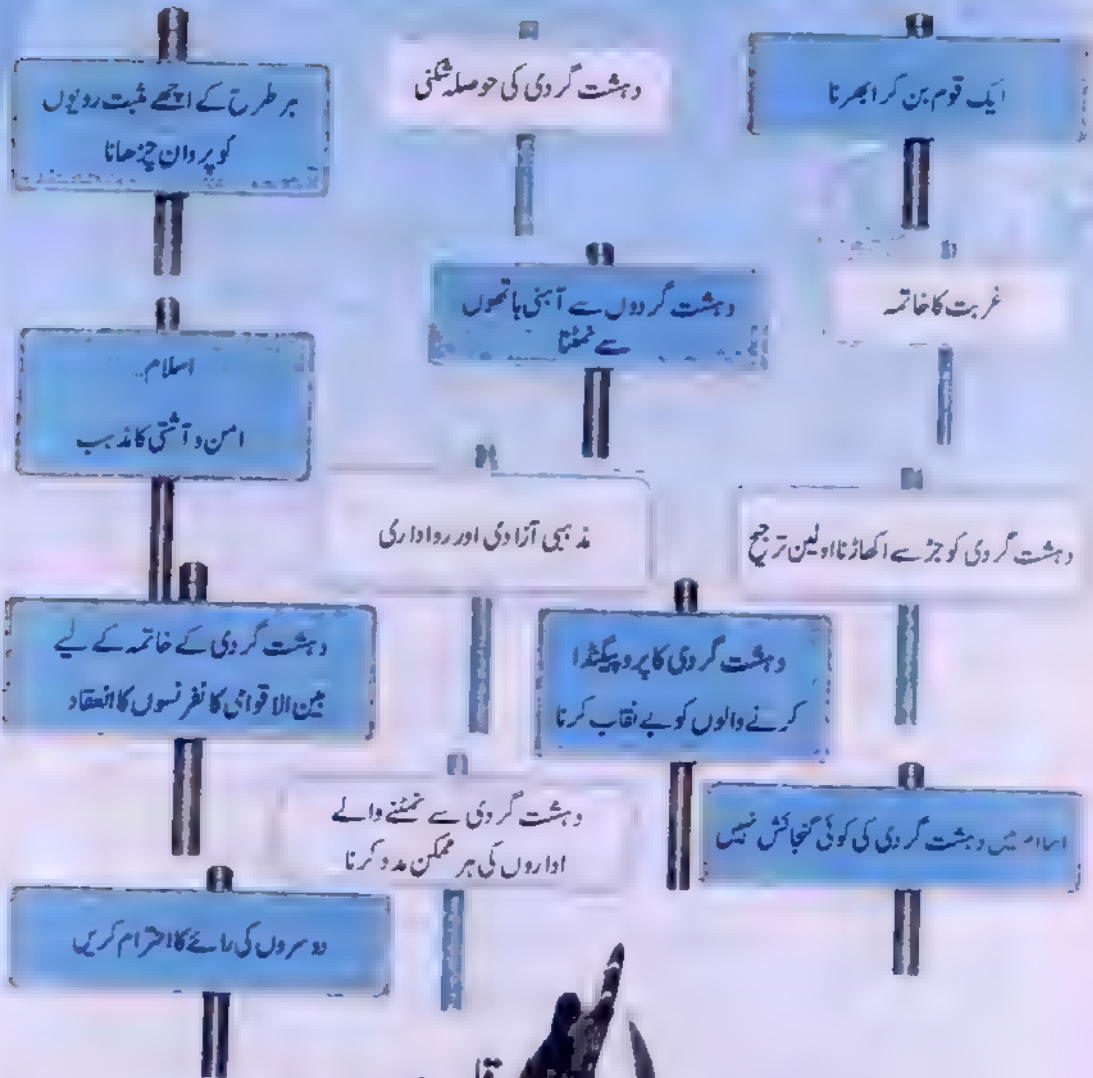 ایک قوم بن کر ابھرنا
دہشت گردی کی حوصلہ شکنی
ہر طرح کے اچھے مثبت رویوں
کو پروان چڑھانا
غربت کا خاتمہ
دہشت گردوں سے آہنی ہاتھوں
سے نمٹنا
اسلام..
امن و آشتی کا مذہب
دہشت گردی کو جڑ سے اکھاڑنا اولین ترجیح
مذہبی آزادی اور رواداری
دہشت گردی کا پروپیگنڈا
کرنے والوں کو بے نقاب کرنا
دہشت گردی کے خاتمہ کے لیے
بین الاقوامی کانفرنسوں کا انعقاد
اسلام میں دہشت گردی کی کوئی گنجائش نہیں
دہشت گردی سے نمٹنے والے
اداروں کی ہر ممکن مدد کرنا
دوسروں کی رائے کا احترام کریں